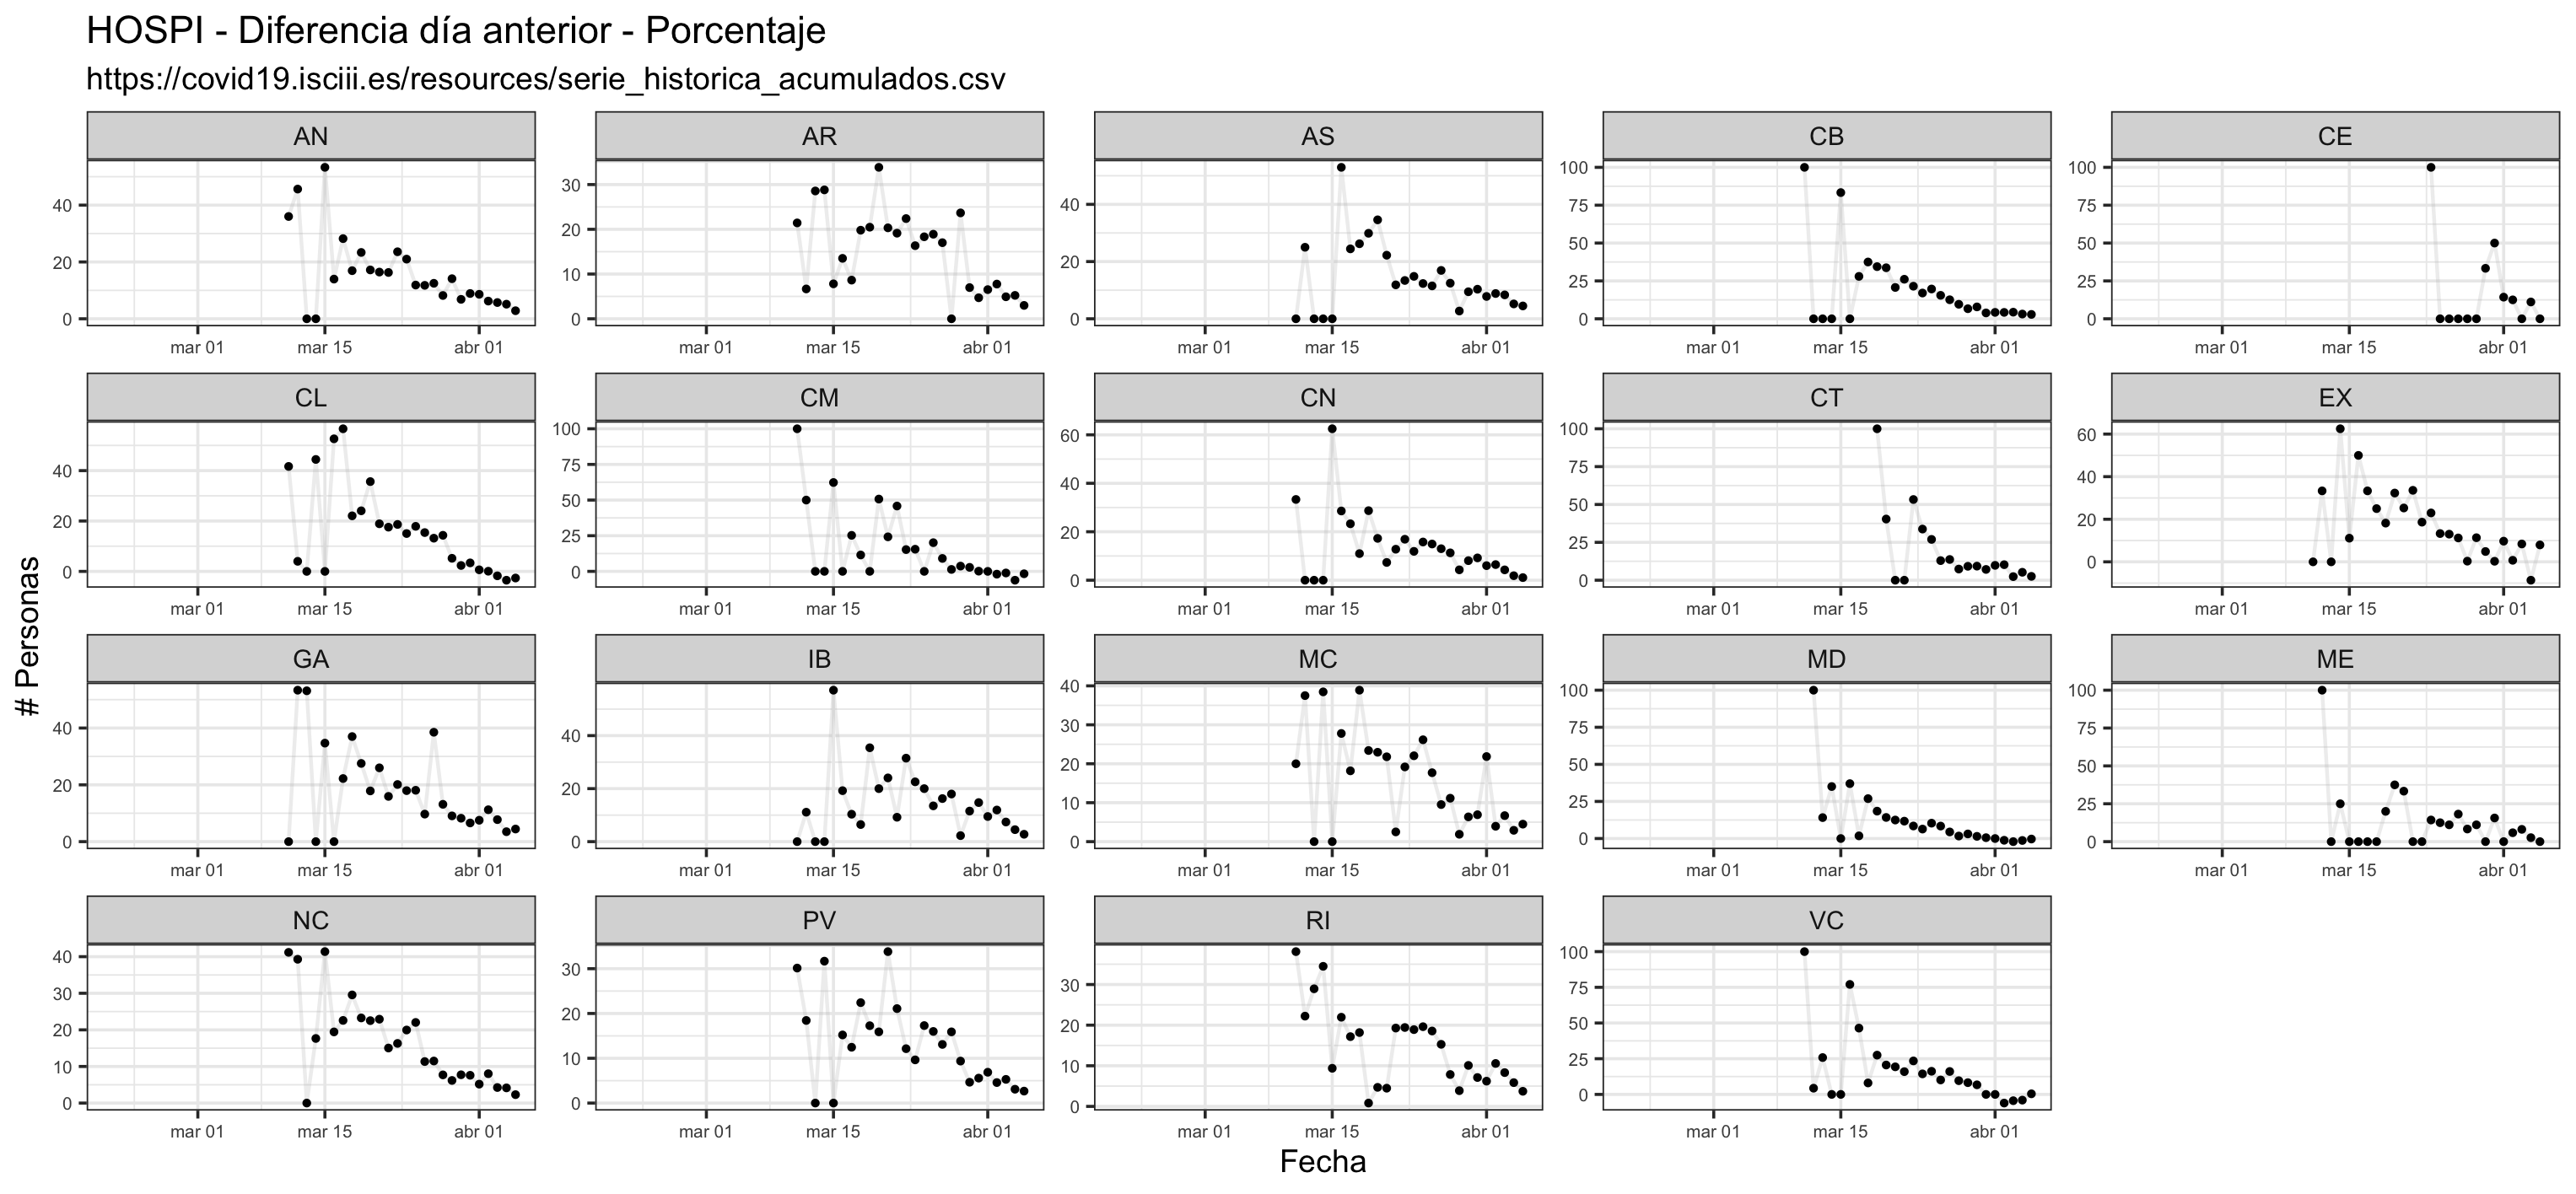 HOSPI - Diferencia día anterior - Porcentaje
https://covid19.isciii.es/resources/serie_historica_acumulados.csv
# Personas
AN
40
20
0
mar 01 mar 15 abr 01
AR
30
20
10
0
mar 01 mar 15 abr 01
AS
40
20
0
mar 01 mar 15 abr 01
CB
100
75
50
25
0
mar 01 mar 15 abr 01
CE
100
75
50
25
0
mar 01 mar 15 abr 01
CL
40
20
0
mar 01 mar 15 abr 01
CM
100
75
50
25
0
mar 01 mar 15 abr 01
CN
60
40
20
0
mar 01 mar 15 abr 01
CT
100
75
50
25
0
mar 01 mar 15 abr 01
EX
60
40
20
0
mar 01 mar 15 abr 01
GA
40
20
0
mar 01 mar 15 abr 01
IB
40
20
0
mar 01 mar 15 abr 01
MC
40
30
20
10
0
mar 01 mar 15 abr 01
MD
100
75
50
25
0
mar 01 mar 15 abr 01
ME
100
75
50
25
0
mar 01 mar 15 abr 01
NC
40
30
20
10
0
mar 01 mar 15 abr 01
PV
30
20
10
0
mar 01 mar 15 abr 01
RI
30
20
10
0
mar 01 mar 15 abr 01
VC
100
75
50
25
0
mar 01 mar 15 abr 01
Fecha